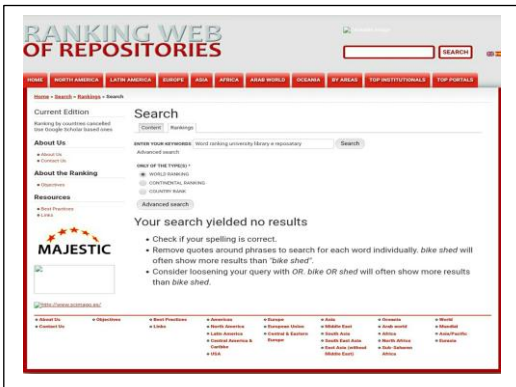 RANKING WEB
OF REPOSITORIES
SEARCH
HOME NORTH AMERICA LATIN AMERICA EUROPE ASIA AFRICA ARAB WORLD OCEANIA BY AREAS TOP INSTITUTIONALS TOP PORTALS
Home » Search » Rankings » Search
Current Edition
Ranking by countries cancelled
Use Google Scholar based ones
About Us
About Us
Contact Us
About the Ranking
Objectives
Resources
Best Practices
Links
MAJESTIC
Search
Content Rankings
ENTER YOUR KEYWORDS Word ranking university library e-repositary Search
Advanced search
ONLY OF THE TYPE(S)
WORLD RANKING
CONTINENTAL RANKING
COUNTRY RANK
Advanced search
Your search yielded no results
• Check if your spelling is correct.
• Remove quotes around phrases to search for each word individually. bike shed will
often show more results than "bike shed".
• Consider loosening your query with OR. bike OR shed will often show more results
than bike shed.
About Us
Contact Us
Objectives
Best Practices
Links
Americas
North America
Latin America
Central America &
Caribbe
USA
Europe
European Union
Central & Eastern
Europe
Asia
Middle East
South Asia
South East Asia
East Asia (without
Middle East)
Oceania
Arab world
Africa
North Africa
Sub-Saharan
Africa
World
Mundial
Asia/Pacific
Eurasia